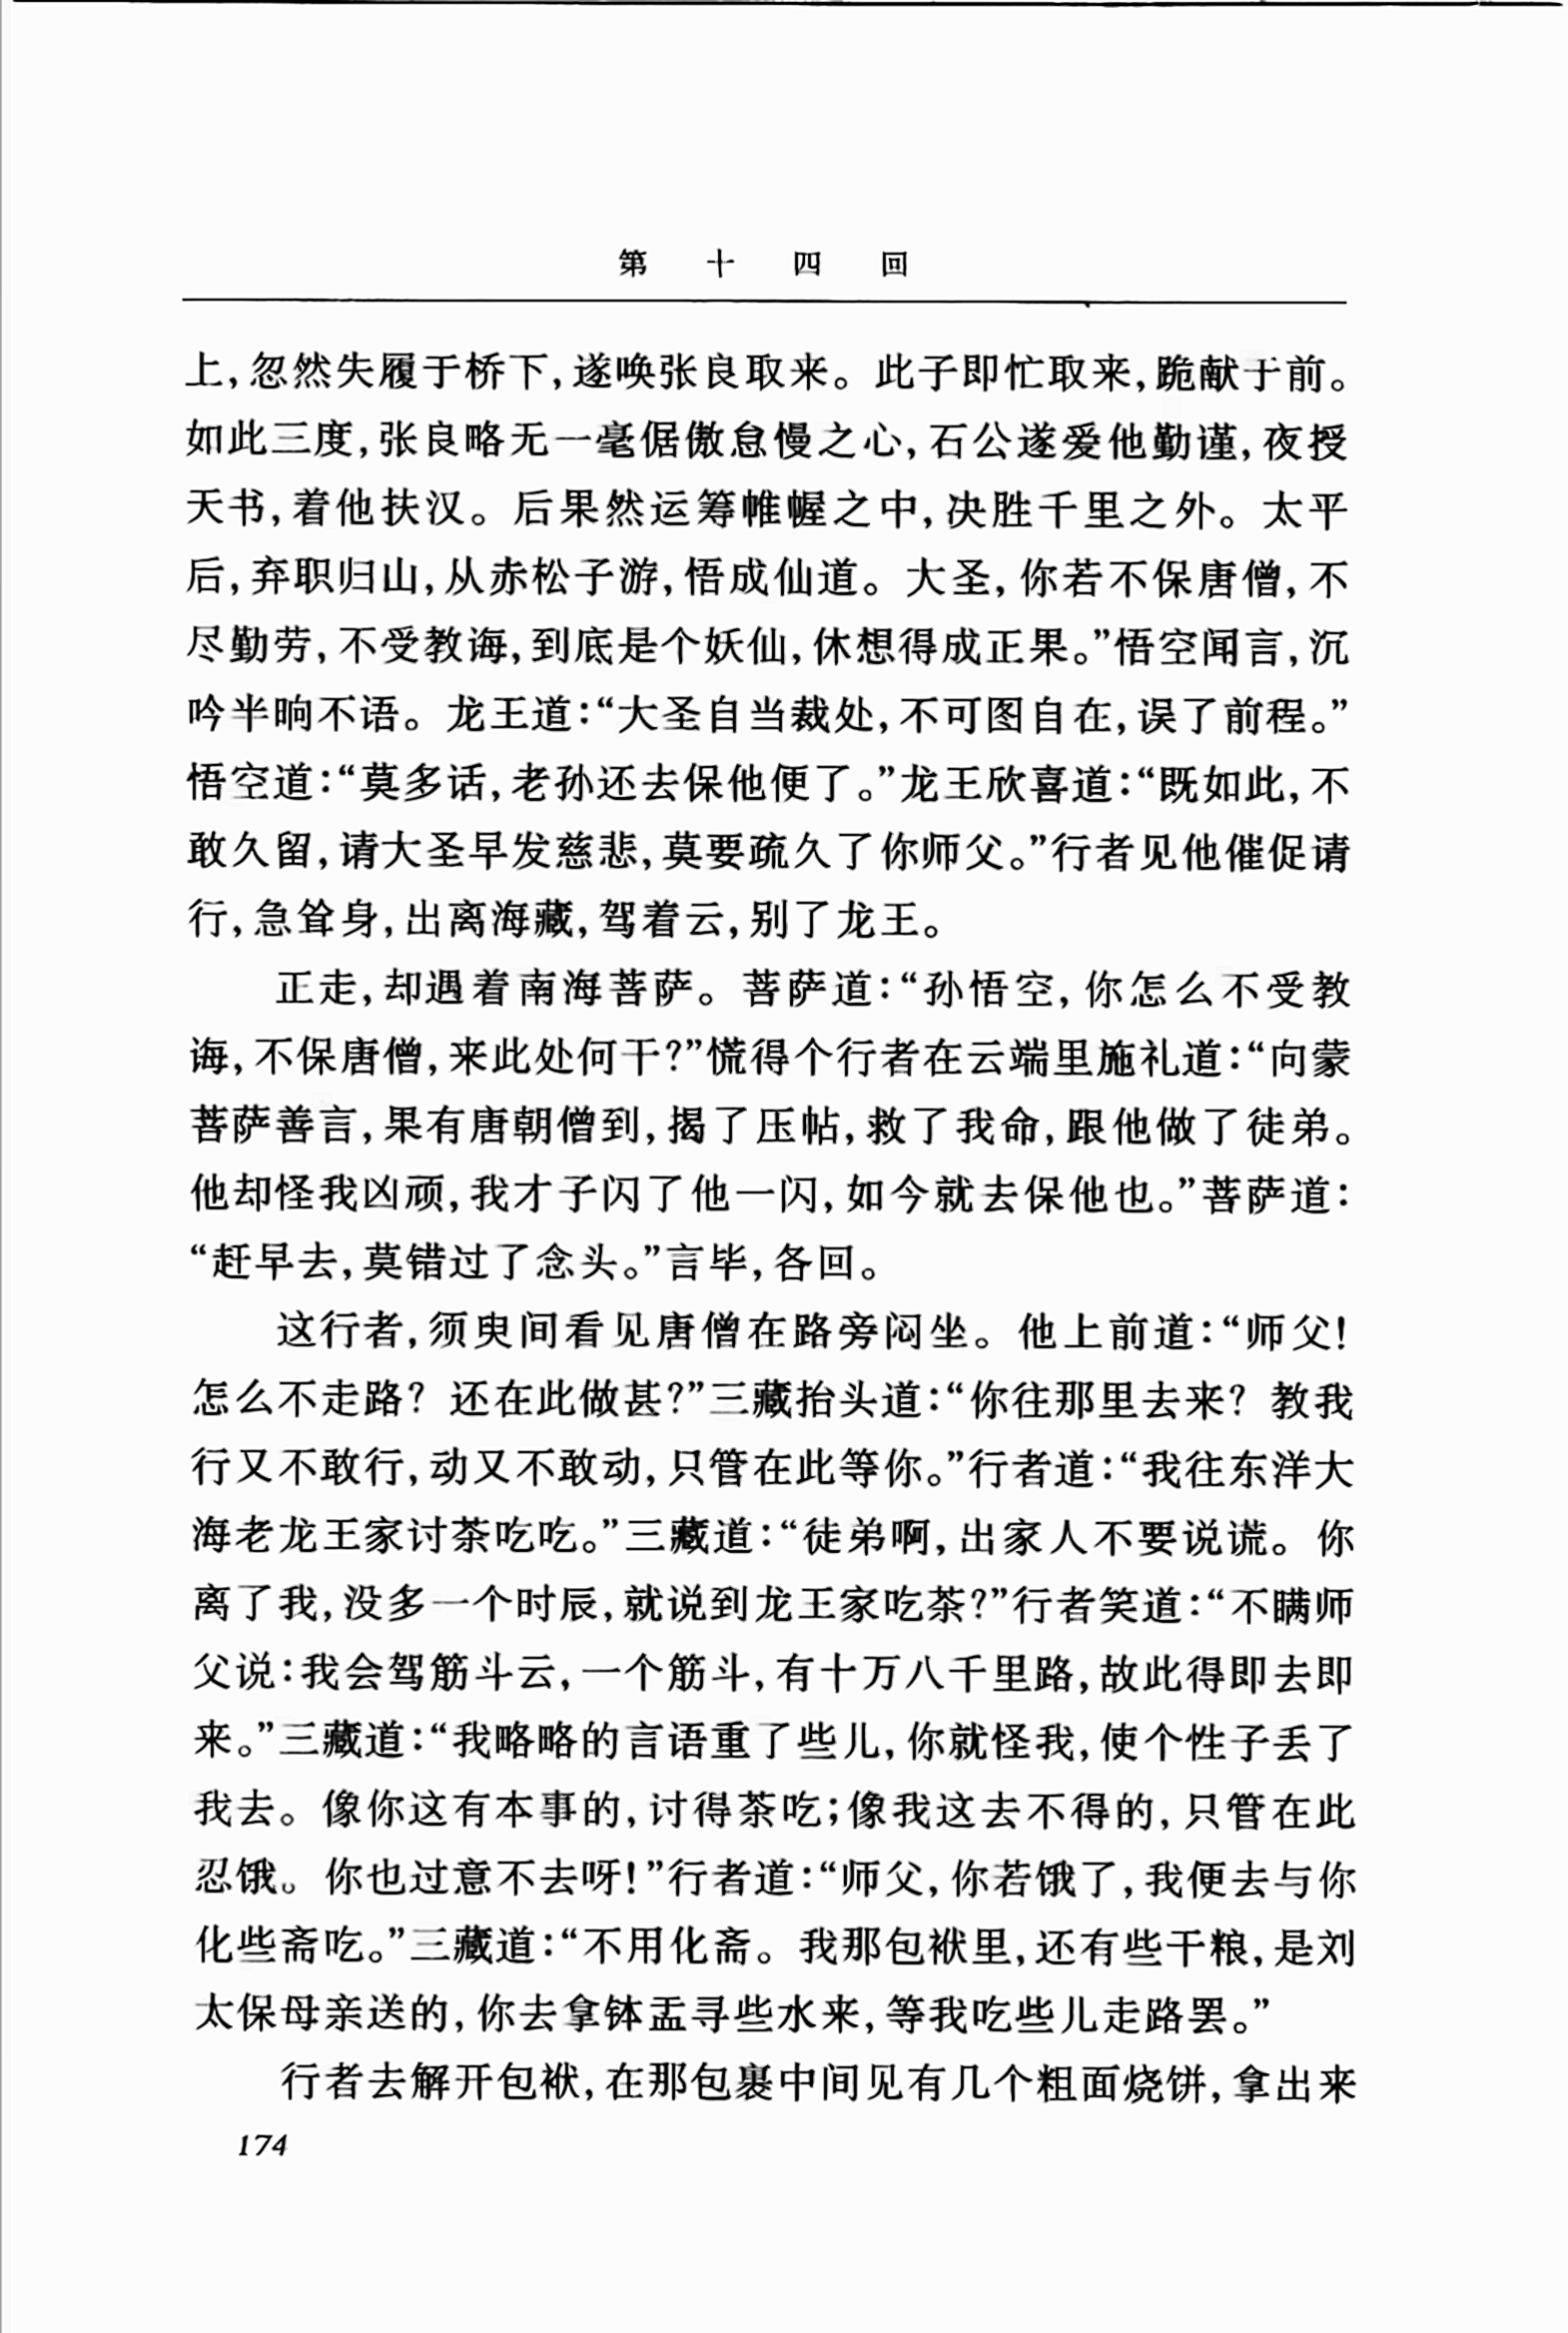 第十四回
上,忽然失履于桥下,遂唤张良取来。此子即忙取来,跪献于前。
如此三度,张良略无一毫倨傲怠慢之心,石公遂爱他勤谨,夜授
天书,着他扶汉。后果然运筹帷幄之中,决胜千里之外。太平
后,弃职归山,从赤松子游,悟成仙道。大圣,你若不保唐僧,不
尽勤劳,不受教诲,到底是个妖仙,休想得成正果。”悟空闻言,沉
吟半晌不语。龙王道:“大圣自当裁处,不可图自在,误了前程。”
悟空道:“莫多话,老孙还去保他便了。”龙王欣喜道:“既如此,不
敢久留,请大圣早发慈悲,莫要疏久了你师父。”行者见他催促请
行,急耸身,出离海藏,驾着云,别了龙王。
正走,却遇着南海菩萨。菩萨道:“孙悟空,你怎么不受教
诲,不保唐僧,来此处何干?”慌得个行者在云端里施礼道:“向蒙
菩萨善言,果有唐朝僧到,揭了压帖,救了我命,跟他做了徒弟。
他却怪我凶顽,我才子闪了他一闪,如今就去保他也。”菩萨道:
“赶早去,莫错过了念头。”言毕,各回。
这行者,须臾间看见唐僧在路旁闷坐。他上前道:“师父!
怎么不走路?还在此做甚?”三藏抬头道:“你往那里去来?教我
行又不敢行,动又不敢动,只管在此等你。”行者道:“我往东洋大
海老龙王家讨茶吃吃。”三藏道:“徒弟啊,出家人不要说谎。你
离了我,没多一个时辰,就说到龙王家吃茶?”行者笑道:“不瞒师
父说:我会驾筋斗云,一个筋斗,有十万八千里路,故此得即去即
来。”三藏道:“我略略的言语重了些儿,你就怪我,使个性子丢了
我去。像你这有本事的,讨得茶吃;像我这去不得的,只管在此
忍饿。你也过意不去呀!”行者道:“师父,你若饿了,我便去与你
化些斋吃。”三藏道:“不用化斋。我那包袱里,还有些干粮,是刘
太保母亲送的,你去拿钵盂寻些水来,等我吃些儿走路罢。”
行者去解开包袱,在那包裹中间见有几个粗面烧饼,拿出来
174